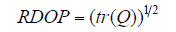 RDOP = (tr(Q))^{1/2}